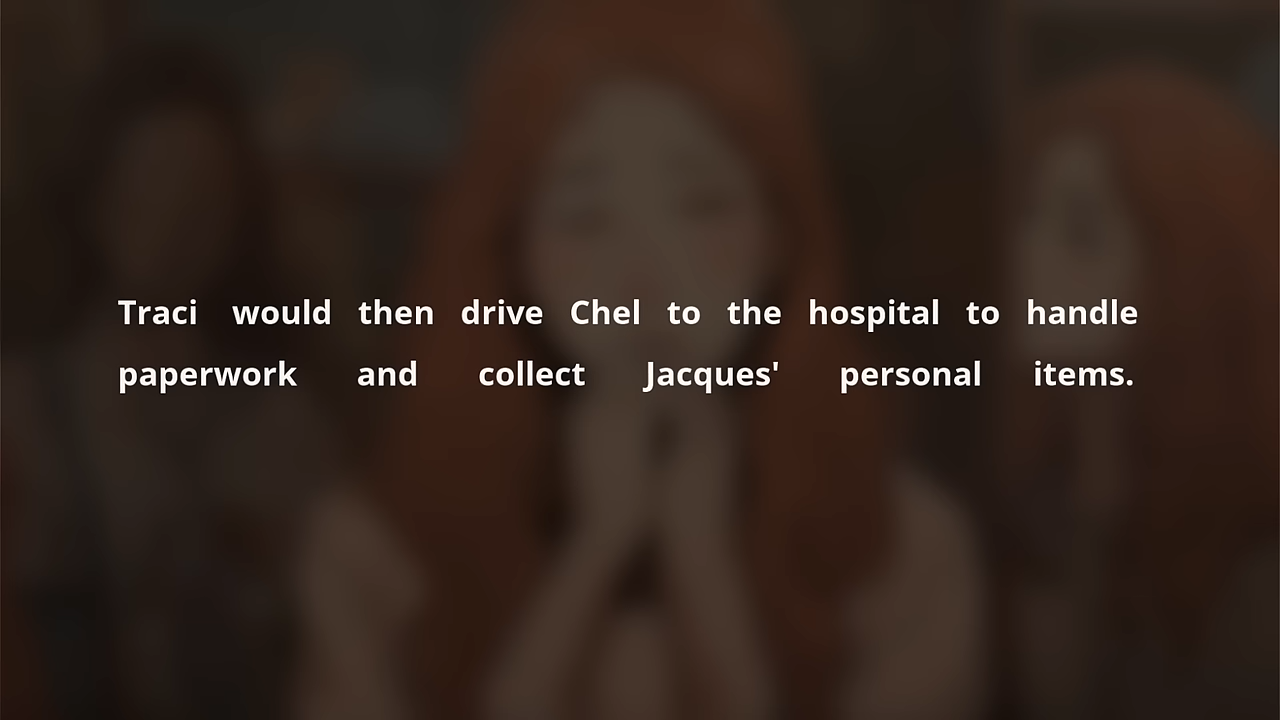 Traci would then drive Chel to the hospital to handle
paperwork and collect Jacques' personal items.